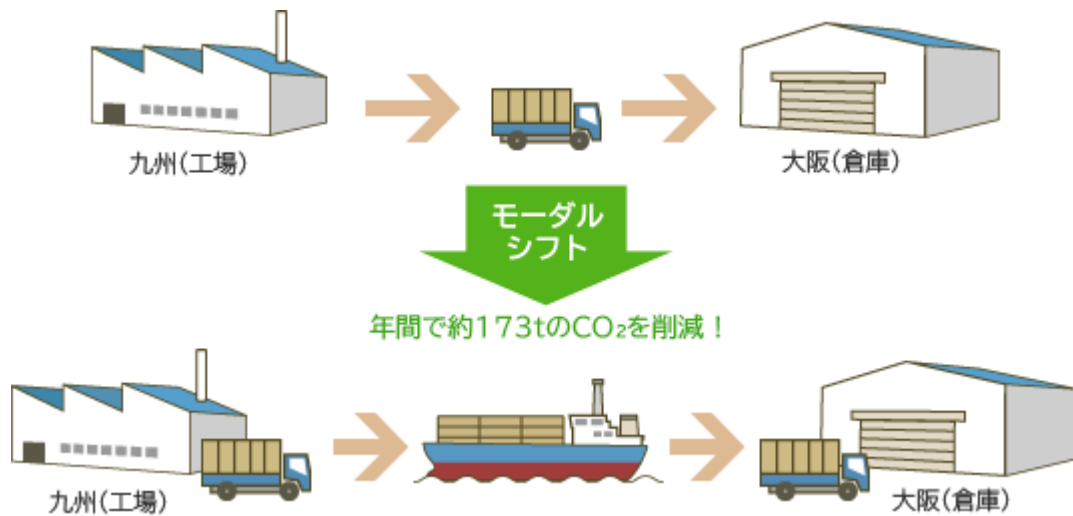 九州(工場)
大阪(倉庫)
モーダル
シフト
年間で約173tのCO₂を削減！
九州(工場)
大阪(倉庫)